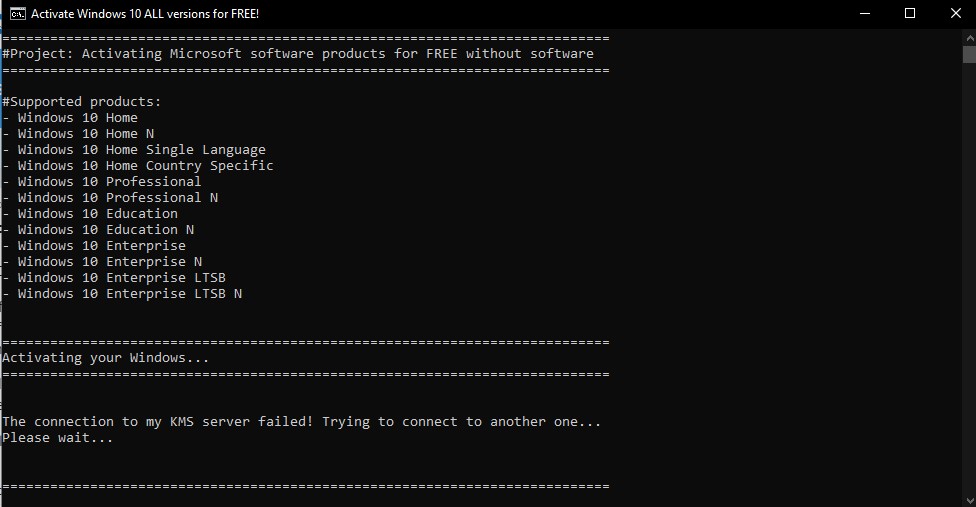 Activate Windows 10 ALL versions for FREE!
============================================================================
#Project: Activating Microsoft software products for FREE without software
============================================================================
#Supported products:
- Windows 10 Home
- Windows 10 Home N
- Windows 10 Home Single Language
- Windows 10 Home Country Specific
- Windows 10 Professional
- Windows 10 Professional N
- Windows 10 Education
- Windows 10 Education N
- Windows 10 Enterprise
- Windows 10 Enterprise N
- Windows 10 Enterprise LTSB
- Windows 10 Enterprise LTSB N
============================================================================
Activating your Windows...
============================================================================
The connection to my KMS server failed! Trying to connect to another one...
Please wait...
============================================================================